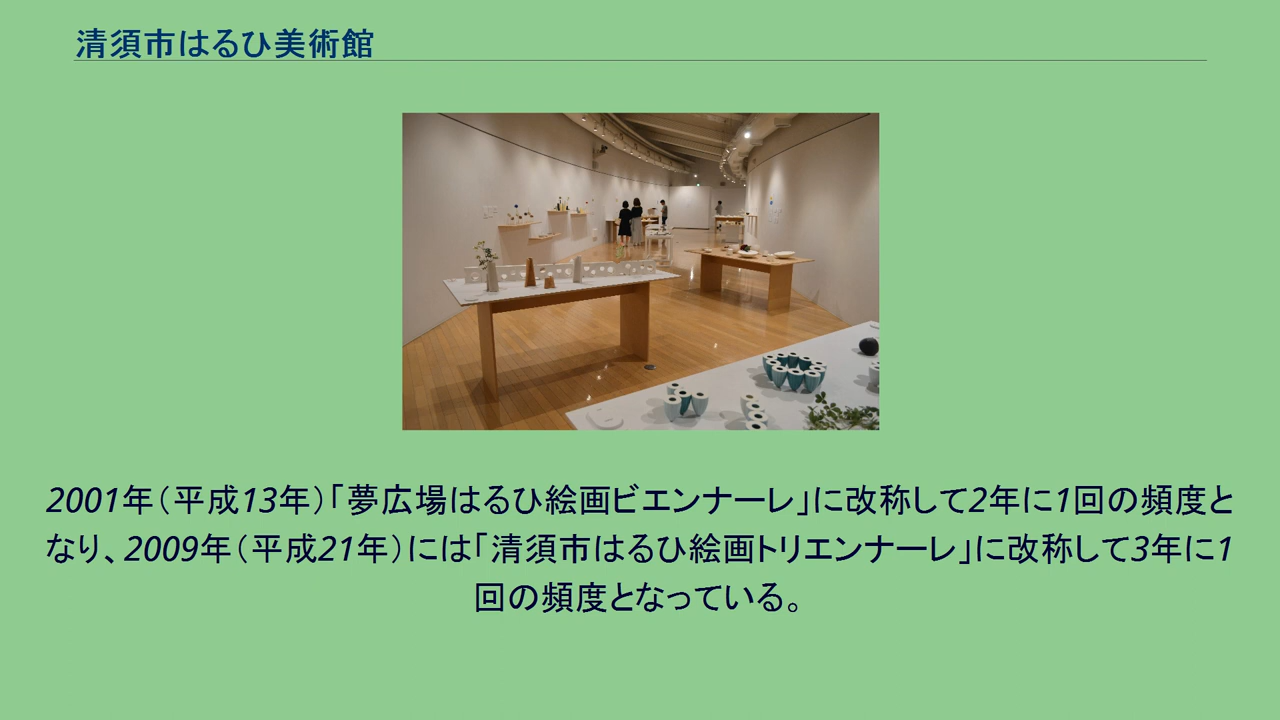 清須市はるひ美術館
2001年（平成13年）「夢広場はるひ絵画ビエンナーレ」に改称して2年に1回の頻度と
なり、2009年（平成21年）には「清須市はるひ絵画トリエンナーレ」に改称して3年に1
回の頻度となっている。